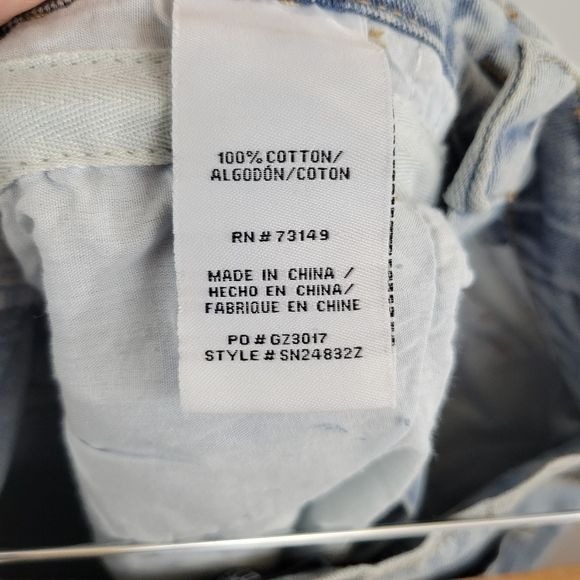 100% COTTON/
ALGODÓN/COTON
RN # 73149
MADE IN CHINA /
HECHO EN CHINA/
FABRIQUE EN CHINE
PO # GZ3017
STYLE # SN24832Z